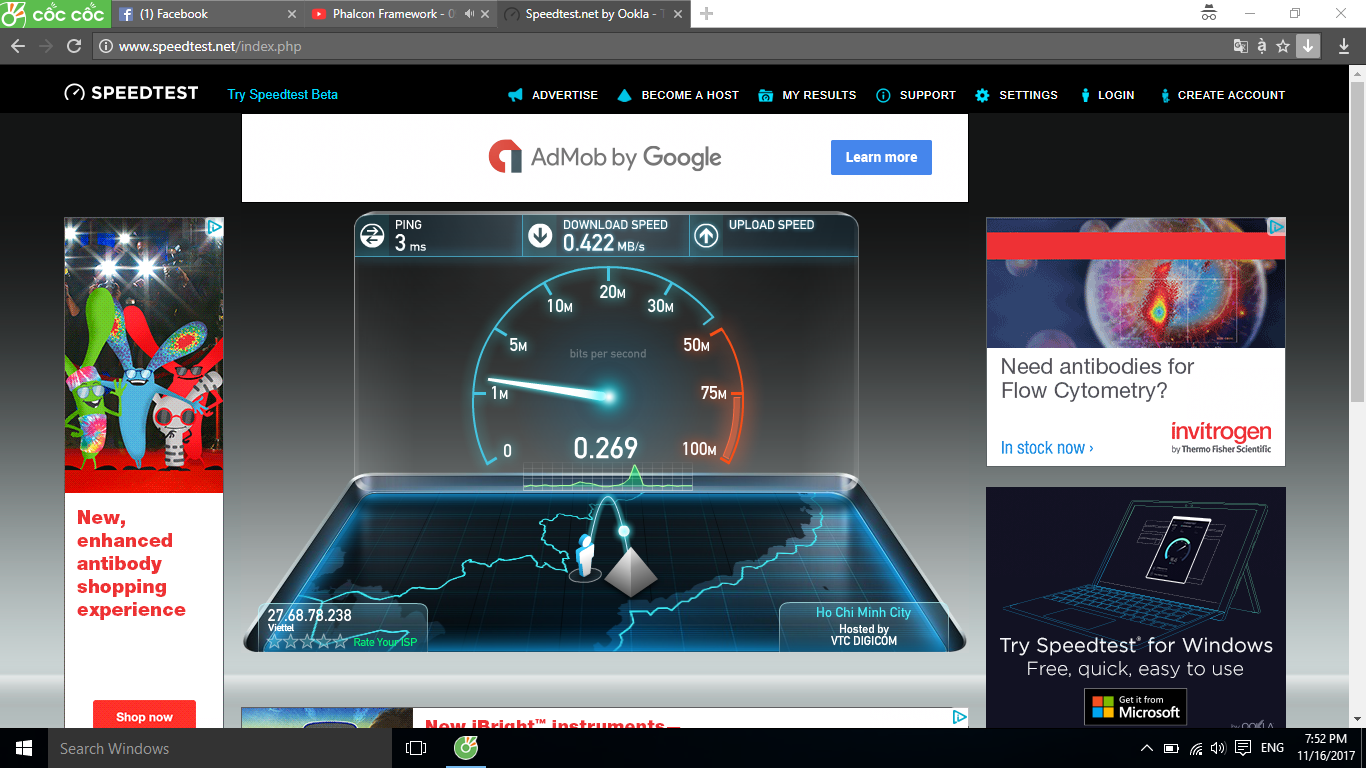 cốc cốc
(1) Facebook
Phalcon Framework - 0
Speedtest.net by Ookla - T
www.speedtest.net/index.php
SPEEDTEST
Try Speedtest Beta
ADVERTISE
BECOME A HOST
MY RESULTS
SUPPORT
SETTINGS
LOGIN
CREATE ACCOUNT
AdMob by Google
Learn more
PING
3 ms
DOWNLOAD SPEED
0.422 MB/s
UPLOAD SPEED
20M
10M
30M
5M
50M
bits per second
1M
75M
0
0.269
100M
27.68.78.238
Viettel
Rate Your ISP
Ho Chi Minh City
Hosted by
VTC DIGICOM
New,
enhanced
antibody
shopping
experience
Shop now
Need antibodies for
Flow Cytometry?
In stock now ›
invitrogen
by Thermo Fisher Scientific
Try Speedtest® for Windows
Free, quick, easy to use
Get it from
Microsoft
by OOKLA
New iBright™ instruments—
Search Windows
ENG
7:52 PM
11/16/2017